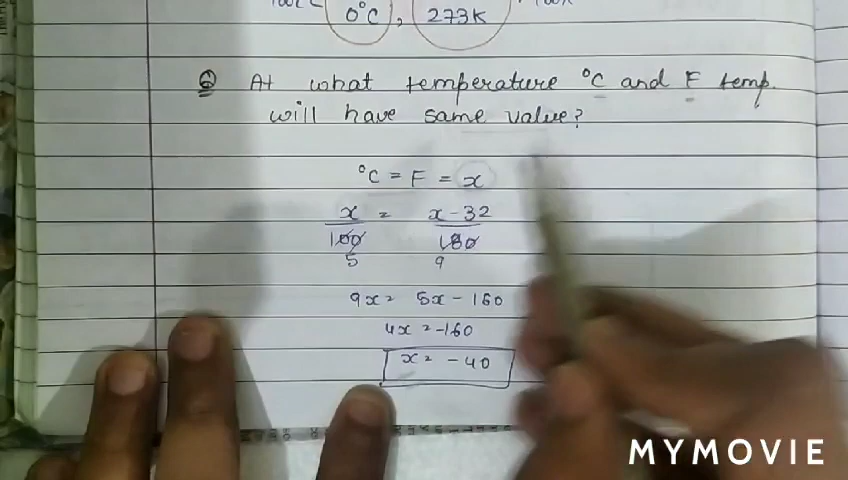 0°C, 273K
Q At what temperature °C and F temp.
will have same value?
°C = F = x
x = x-32
100 180
5 9
9x = 5x - 160
4x = -160
x = -40
MYMOVIE